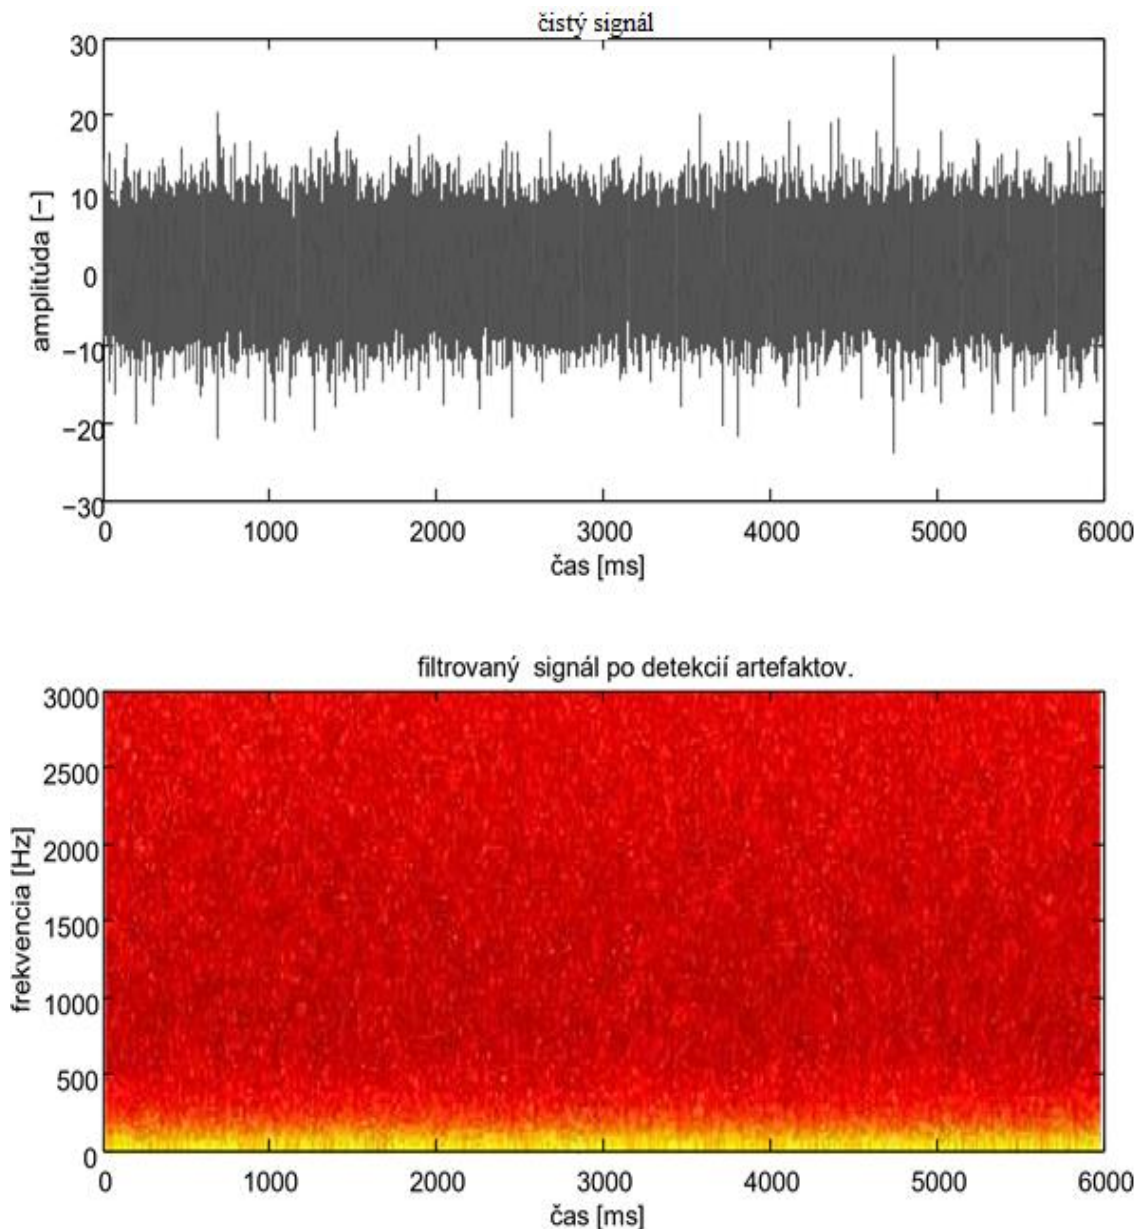 čistý signál
30
20
10
0
−10
−20
−30
amplitúda [−]
0 1000 2000 3000 4000 5000 6000
čas [ms]
filtrovaný signál po detekcií artefaktov.
3000
2500
2000
1500
1000
500
0
frekvencia [Hz]
0 1000 2000 3000 4000 5000 6000
čas [ms]